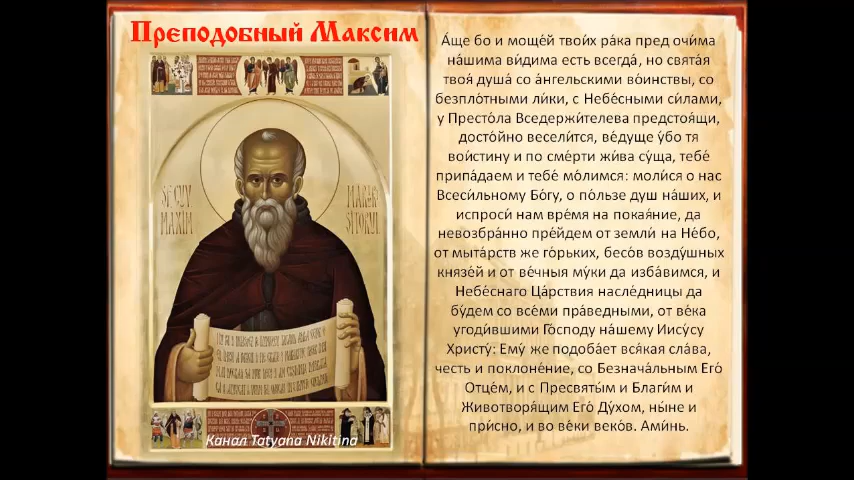 Преподобный Максим
SF. CUV.
MAXIM
MĂRTU
SITORUL
Канал Tatyana Nikitina
А́ще бо и моще́й твои́х ра́ка пред очи́ма
на́шима ви́дима есть всегда́, но свята́я
твоя́ душа́ со а́нгельскими во́инствы, со
безпло́тными ли́ки, с Небе́сными си́лами,
у Престо́ла Вседержи́телева предстоя́щи,
досто́йно весели́тся, ве́дуще у́бо тя
вои́стину и по сме́рти жи́ва су́ща, тебе́
припа́даем и тебе́ мо́лимся: моли́ся о нас
Всеси́льному Бо́гу, о по́льзе душ на́ших, и
испроси́ нам вре́мя на пока́яние, да
невозбра́нно пре́йдем от земли́ на Не́бо,
от мыта́рств же го́рьких, бесо́в возду́шных
князе́й и от ве́чныя му́ки да изба́вимся, и
Небе́снаго Ца́рствия насле́дницы да
бу́дем со все́ми пра́ведными, от ве́ка
угоди́вшими Го́споду на́шему Иису́су
Христу́: Ему́ же подоба́ет вся́кая сла́ва,
честь и поклоне́ние, со Безнача́льным Его́
Отце́м, и с Пресвяты́м и Благи́м и
Животворя́щим Его́ Ду́хом, ны́не и
при́сно, и во ве́ки веко́в. Ами́нь.